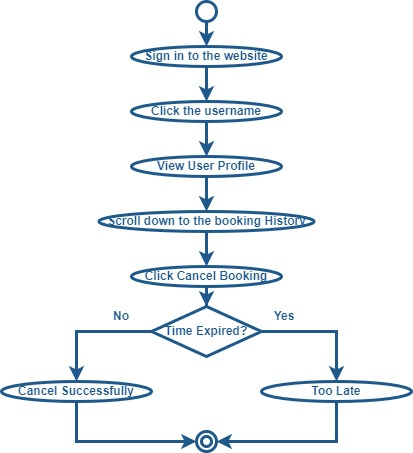 Sign in to the website
Click the username
View User Profile
Scroll down to the booking History
Click Cancel Booking
No
Time Expired?
Yes
Cancel Successfully
Too Late